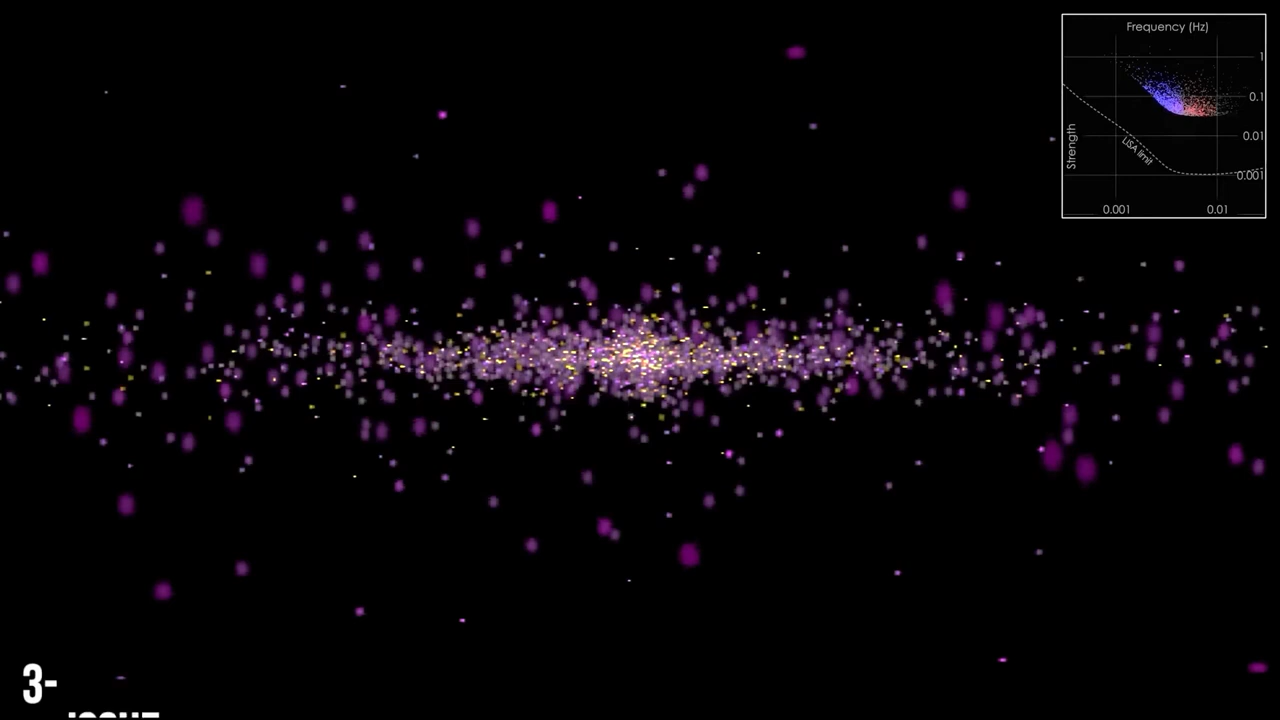 Frequency (Hz)
1
0.1
0.01
0.001
Strength
LISA limit
0.001
0.01
3-